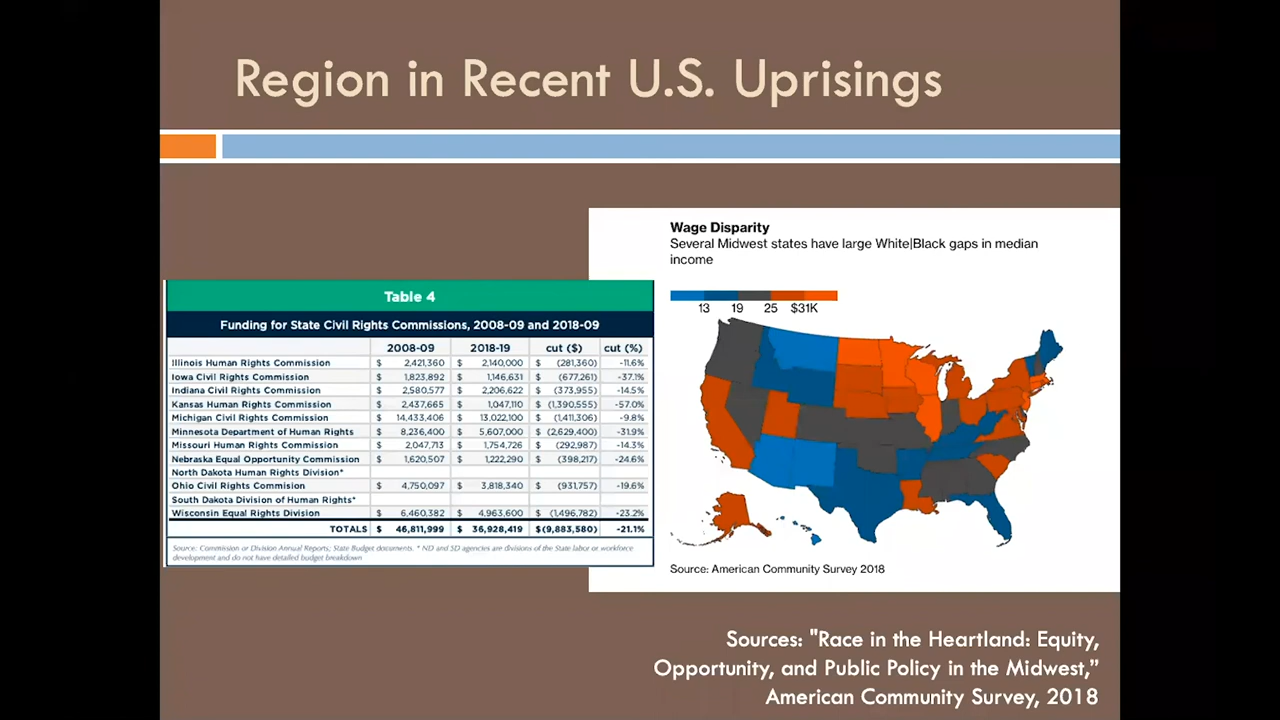 Region in Recent U.S. Uprisings
Wage Disparity
Several Midwest states have large White|Black gaps in median
income
13 19 25 $31K
Source: American Community Survey 2018
Table 4
Funding for State Civil Rights Commissions, 2008-09 and 2018-19
2008-09 2018-19 cut ($) cut (%)
Illinois Human Rights Commission $ 2,421,360 $ 2,140,000 $ (281,360) -11.6%
Iowa Civil Rights Commission $ 1,823,892 $ 1,146,631 $ (677,261) -37.1%
Indiana Civil Rights Commission $ 2,580,577 $ 2,206,622 $ (373,955) -14.5%
Kansas Human Rights Commission $ 2,437,665 $ 1,047,110 $ (1,390,555) -57.0%
Michigan Civil Rights Commission $ 14,433,406 $ 13,022,100 $ (1,411,306) -9.8%
Minnesota Department of Human Rights $ 8,236,400 $ 5,607,000 $ (2,629,400) -31.9%
Missouri Human Rights Commission $ 2,047,713 $ 1,754,726 $ (292,987) -14.3%
Nebraska Equal Opportunity Commission $ 1,620,507 $ 1,222,290 $ (398,217) -24.6%
North Dakota Human Rights Division*
Ohio Civil Rights Commision $ 4,750,097 $ 3,818,340 $ (931,757) -19.6%
South Dakota Division of Human Rights*
Wisconsin Equal Rights Division $ 6,460,382 $ 4,963,600 $ (1,496,782) -23.2%
TOTALS $ 46,811,999 $ 36,928,419 $(9,883,580) -21.1%
Source: Commission or Division Annual Reports; State Budget documents. * ND and SD agencies are divisions of the State labor or workforce
development and do not have detailed budget breakdown
Sources: "Race in the Heartland: Equity,
Opportunity, and Public Policy in the Midwest,”
American Community Survey, 2018